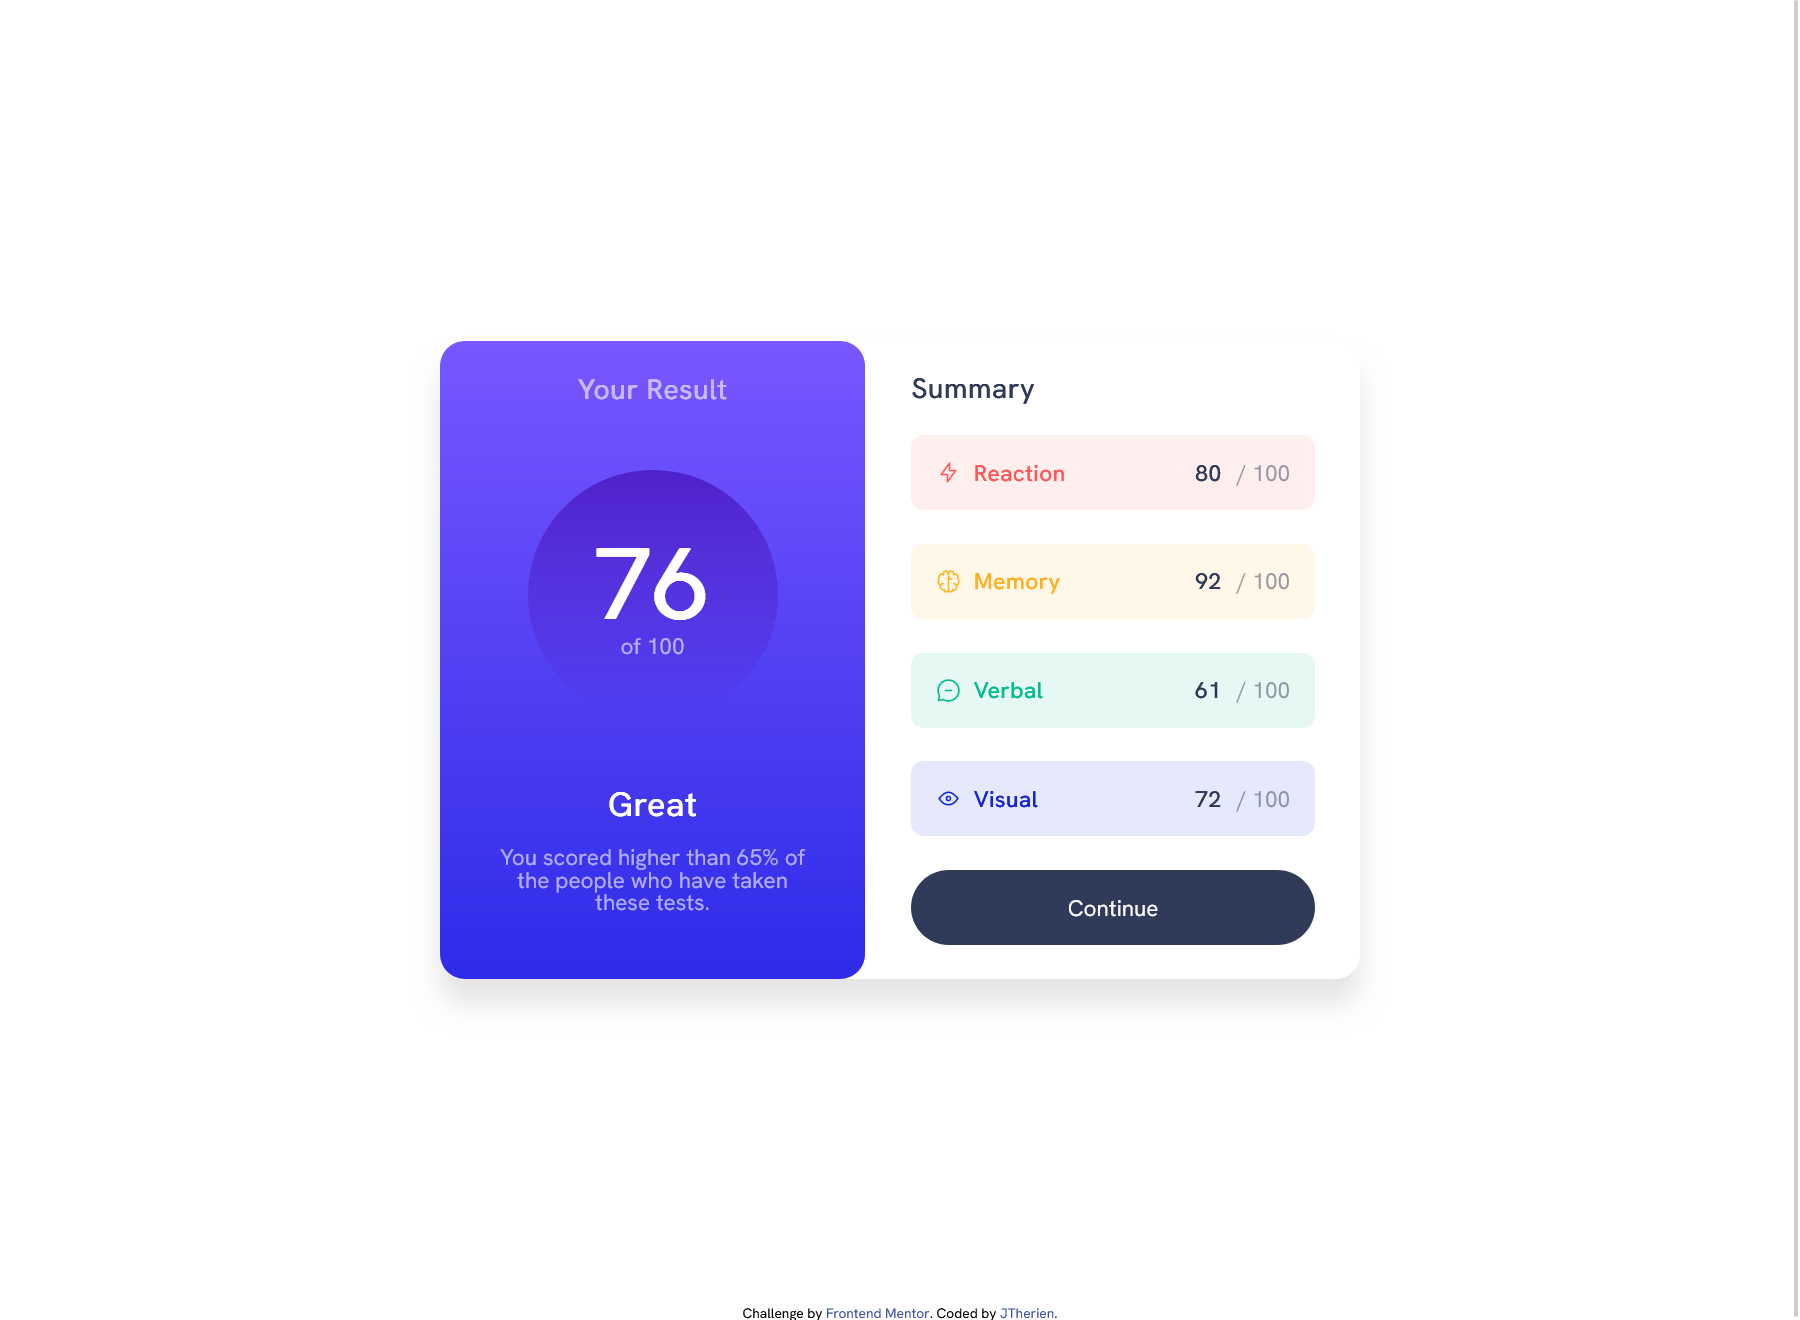 Your Result
76
of 100
Great
You scored higher than 65% of
the people who have taken
these tests.
Summary
Reaction 80 / 100
Memory 92 / 100
Verbal 61 / 100
Visual 72 / 100
Continue
Challenge by Frontend Mentor. Coded by JTherien.